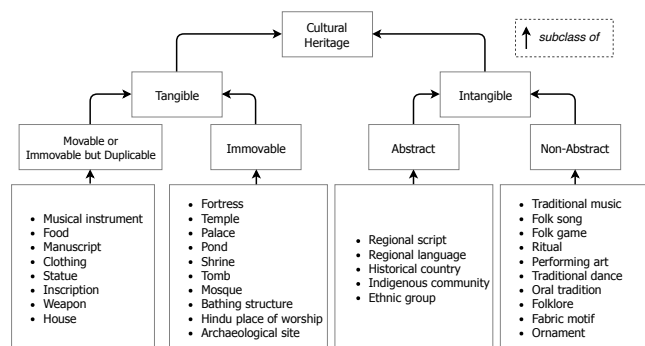 Cultural
Heritage
subclass of
Tangible
Intangible
Movable or
Immovable but Duplicable
Immovable
Abstract
Non-Abstract
• Musical instrument
• Food
• Manuscript
• Clothing
• Statue
• Inscription
• Weapon
• House
• Fortress
• Temple
• Palace
• Pond
• Shrine
• Tomb
• Mosque
• Bathing structure
• Hindu place of worship
• Archaeological site
• Regional script
• Regional language
• Historical country
• Indigenous community
• Ethnic group
• Traditional music
• Folk song
• Folk game
• Ritual
• Performing art
• Traditional dance
• Oral tradition
• Folklore
• Fabric motif
• Ornament